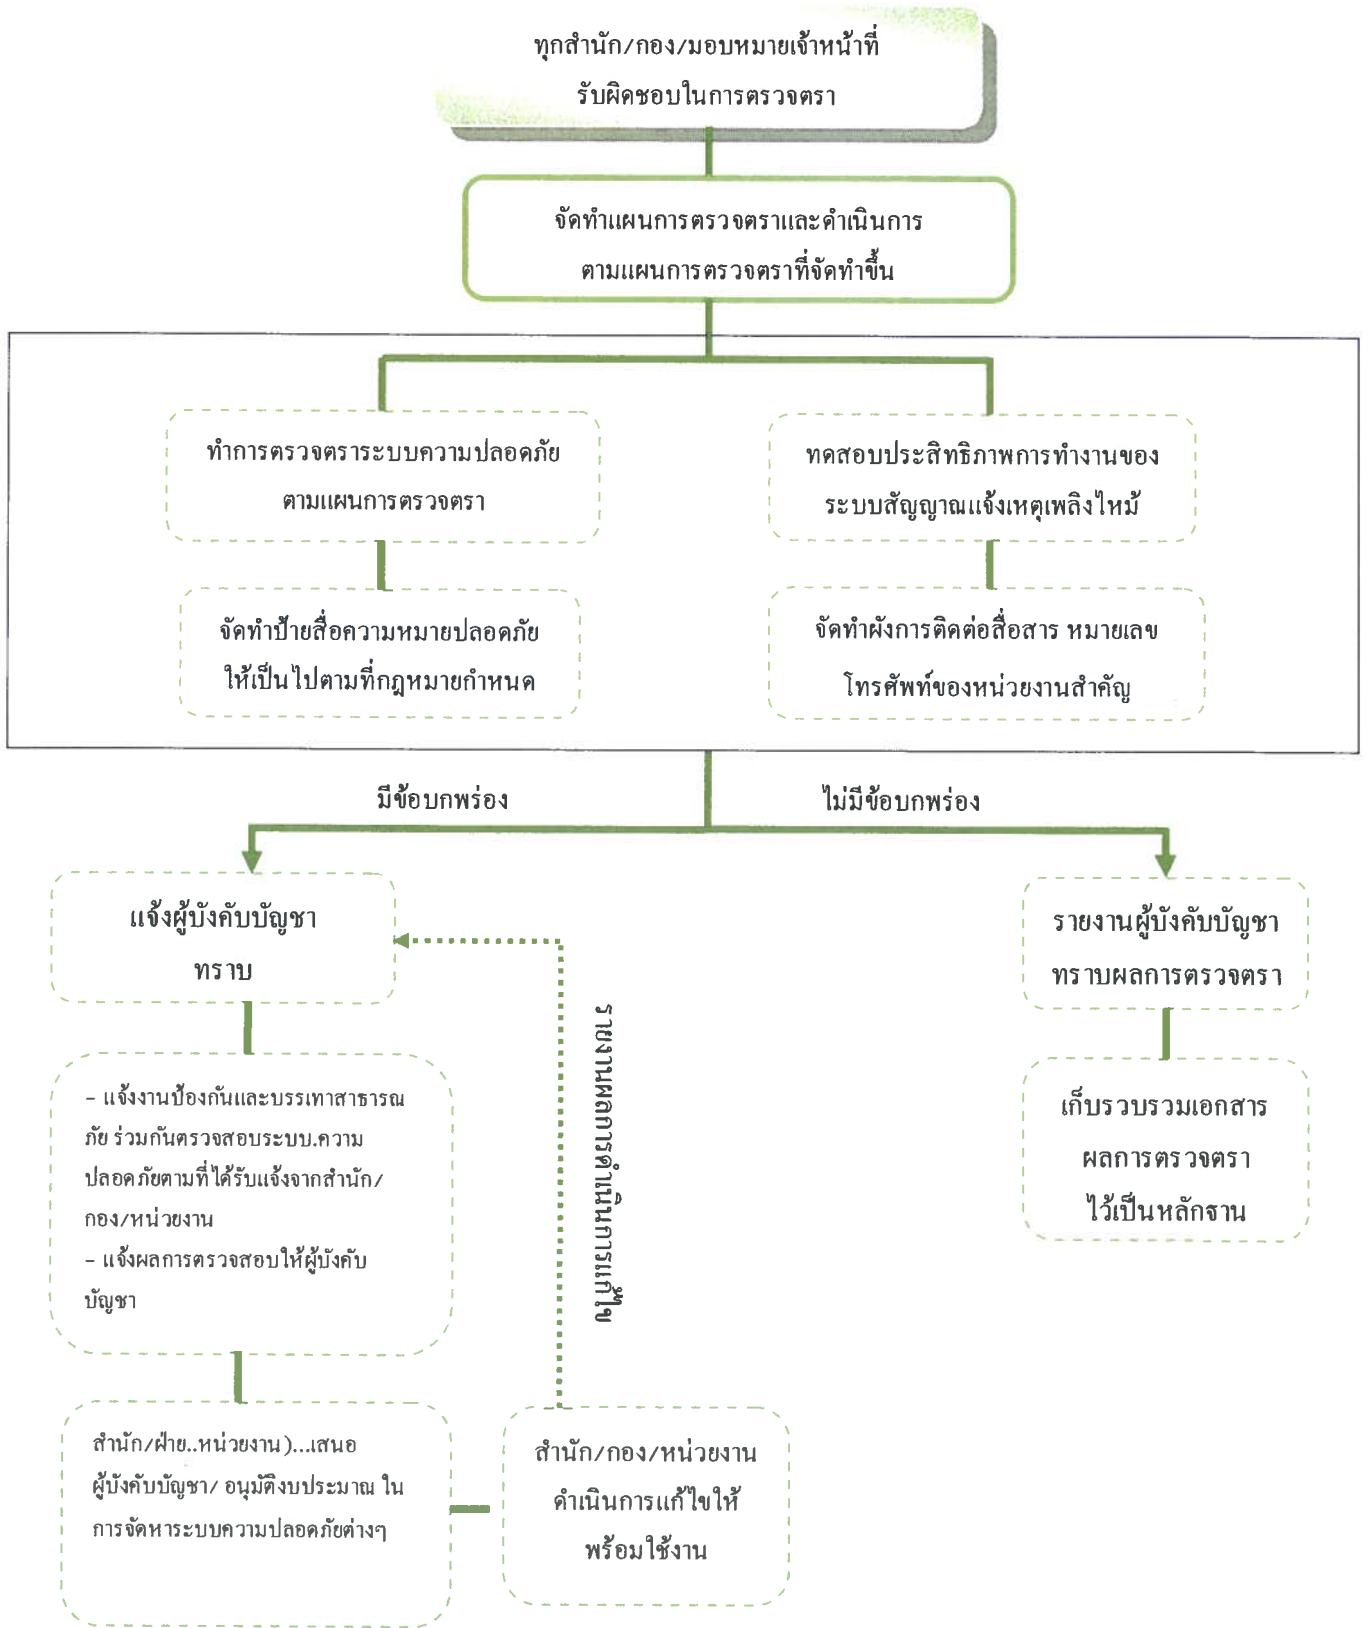 ทุกสำนัก/กอง/มอบหมายเจ้าหน้าที่
รับผิดชอบในการตรวจตรา
จัดทำแผนการตรวจตราและดำเนินการ
ตามแผนการตรวจตราที่จัดทำขึ้น
ทำการตรวจตราระบบความปลอดภัย
ตามแผนการตรวจตรา
ทดสอบประสิทธิภาพการทำงานของ
ระบบสัญญาณแจ้งเหตุเพลิงไหม้
จัดทำป้ายสื่อความหมายปลอดภัย
ให้เป็นไปตามที่กฎหมายกำหนด
จัดทำผังการติดต่อสื่อสาร หมายเลข
โทรศัพท์ของหน่วยงานสำคัญ
มีข้อบกพร่อง
ไม่มีข้อบกพร่อง
แจ้งผู้บังคับบัญชา
ทราบ
รายงานผู้บังคับบัญชา
ทราบผลการตรวจตรา
- แจ้งงานป้องกันและบรรเทาสาธารณ
ภัย ร่วมกันตรวจสอบระบบ.ความ
ปลอดภัยตามที่ได้รับแจ้งจากสำนัก/
กอง/หน่วยงาน
- แจ้งผลการตรวจสอบให้ผู้บังคับ
บัญชา
รายงานผลการดำเนินการแก้ไข
เก็บรวบรวมเอกสาร
ผลการตรวจตรา
ไว้เป็นหลักฐาน
สำนัก/ฝ่าย..หน่วยงาน)...เสนอ
ผู้บังคับบัญชา/ อนุมัติงบประมาณ ใน
การจัดหาระบบความปลอดภัยต่างๆ
สำนัก/กอง/หน่วยงาน
ดำเนินการแก้ไขให้
พร้อมใช้งาน